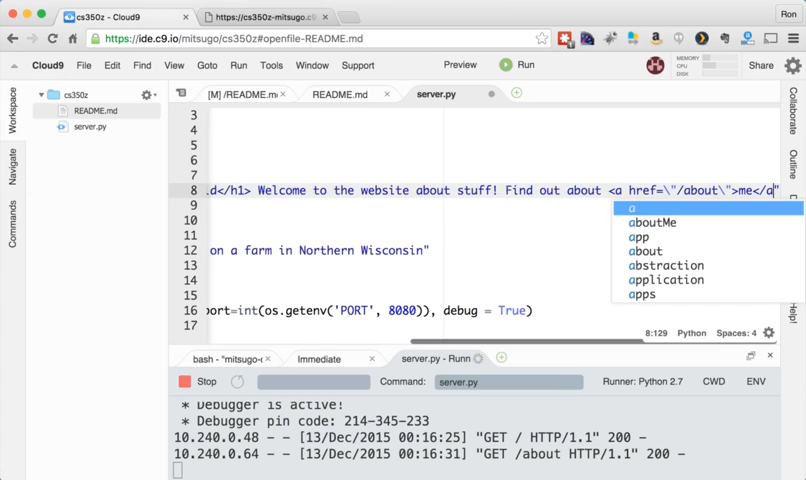 cs350z - Cloud9
https://mitsugo-cs350z.c9
Ron
https://ide.c9.io/mitsugo/cs350z#openfile-README.md
Cloud9 File Edit Find View Goto Run Tools Window Support Preview Run MEMORY CPU DISK Share
Workspace
Navigate
Commands
cs350z
README.md
server.py
[M] /README.m
README.md
server.py
3
4
5
6
7
8 ld</h1> Welcome to the website about stuff! Find out about <a href=\"/about\">me</a"
9
10
11
12 on a farm in Northern Wisconsin"
13
14
15
16 port=int(os.getenv('PORT', 8080)), debug = True)
17
a
aboutMe
app
about
abstraction
application
apps
Collaborate
Outline
Help!
8:129 Python Spaces: 4
bash - "mitsugo-c
Immediate
server.py - Runn
Stop Command: server.py Runner: Python 2.7 CWD ENV
* Debugger is active!
* Debugger pin code: 214-345-233
10.240.0.48 - - [13/Dec/2015 00:16:25] "GET / HTTP/1.1" 200 -
10.240.0.64 - - [13/Dec/2015 00:16:31] "GET /about HTTP/1.1" 200 -